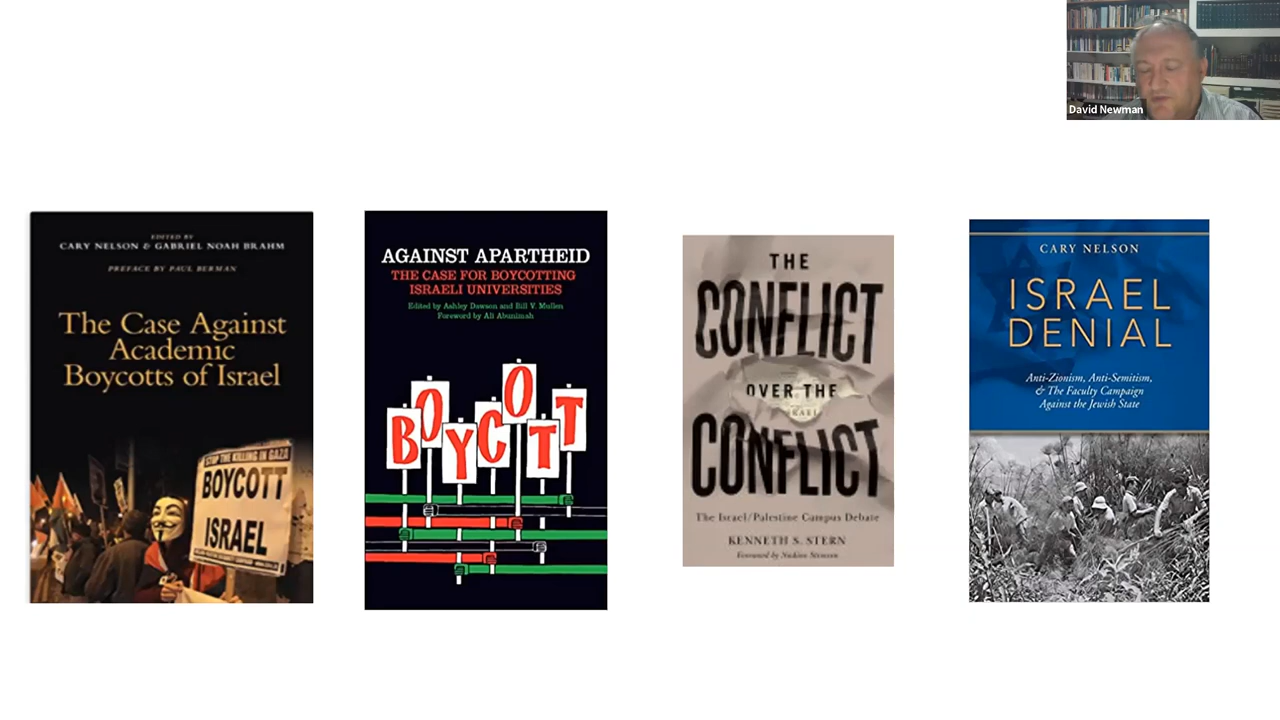 David Newman
EDITED BY
CARY NELSON & GABRIEL NOAH BRAHM
PREFACE BY PAUL BERMAN
The Case Against
Academic
Boycotts of Israel
STOP THE KILLING IN GAZA
BOYCOTT
ISRAEL
AGAINST APARTHEID
THE CASE FOR BOYCOTTING
ISRAELI UNIVERSITIES
Edited by Ashley Dawson and Bill V. Mullen
Foreword by Ali Abunimah
BOYCOTT
THE
CONFLICT
OVER THE
ISRAEL
CONFLICT
The Israel/Palestine Campus Debate
KENNETH S. STERN
Foreword by Nadine Strossen
CARY NELSON
ISRAEL
DENIAL
Anti-Zionism, Anti-Semitism,
& The Faculty Campaign
Against the Jewish State